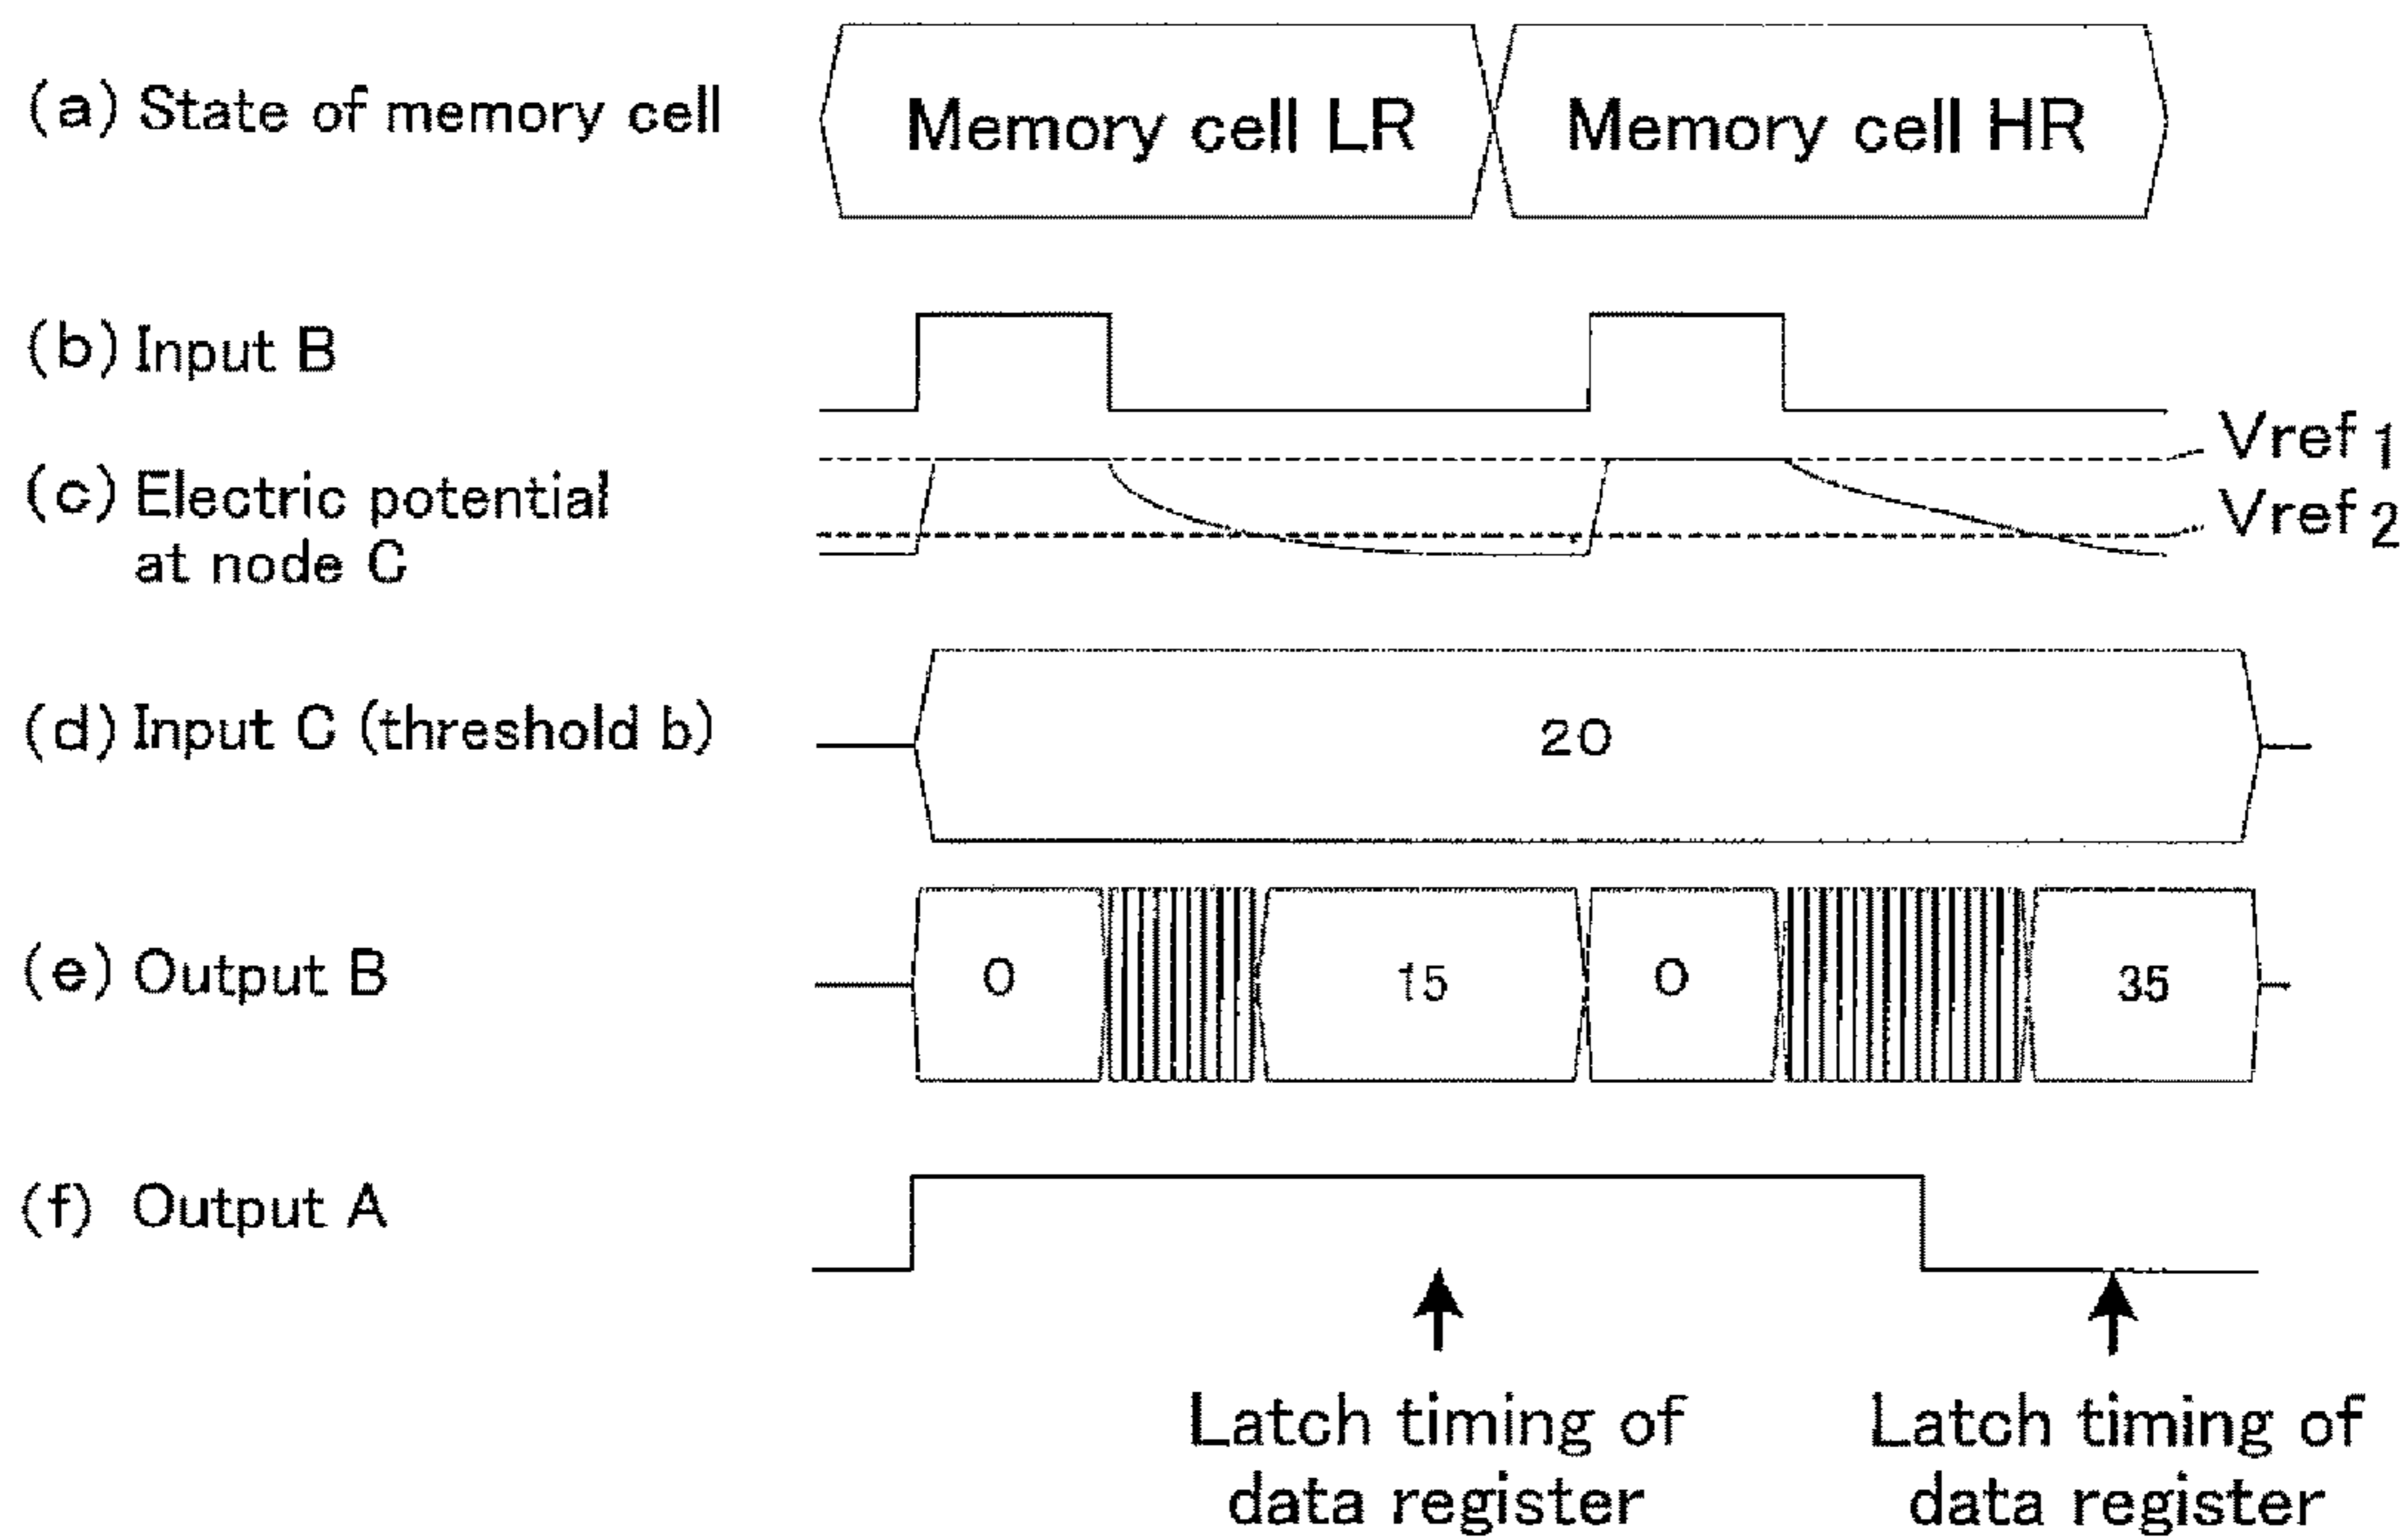 (a) State of memory cell
Memory cell LR
Memory cell HR
(b) Input B
(c) Electric potential
at node C
Vref 1
Vref 2
(d) Input C (threshold b)
20
(e) Output B
0
15
0
35
(f) Output A
Latch timing of
data register
Latch timing of
data register